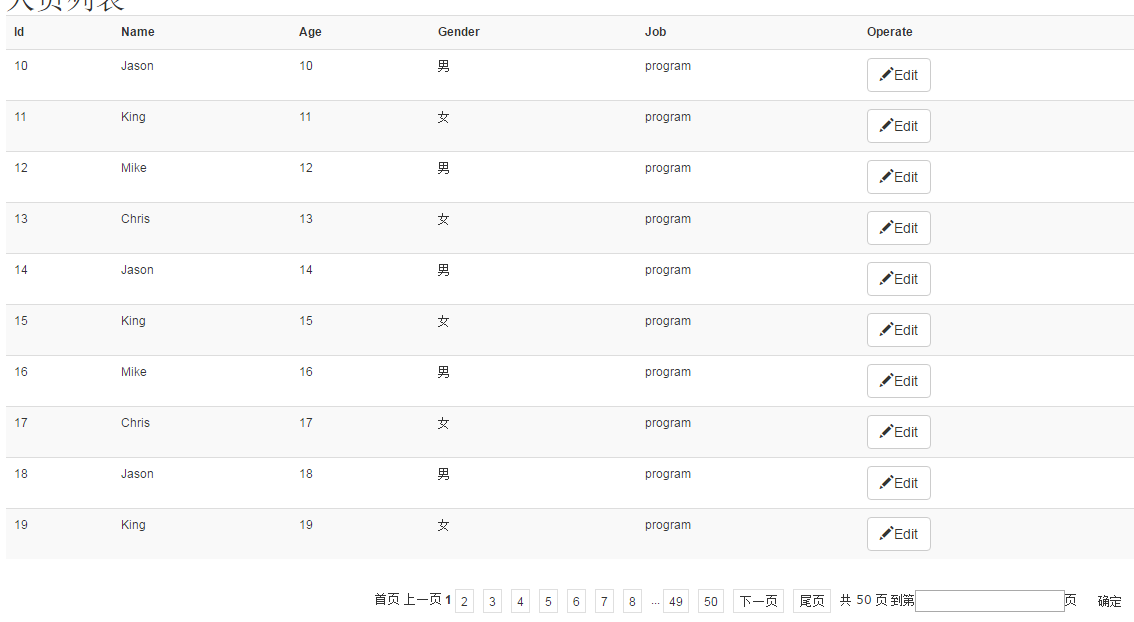 人员列表
Id Name Age Gender Job Operate
10 Jason 10 男 program Edit
11 King 11 女 program Edit
12 Mike 12 男 program Edit
13 Chris 13 女 program Edit
14 Jason 14 男 program Edit
15 King 15 女 program Edit
16 Mike 16 男 program Edit
17 Chris 17 女 program Edit
18 Jason 18 男 program Edit
19 King 19 女 program Edit
首页 上一页 1 2 3 4 5 6 7 8 ... 49 50 下一页 尾页 共 50 页 到第 页 确定